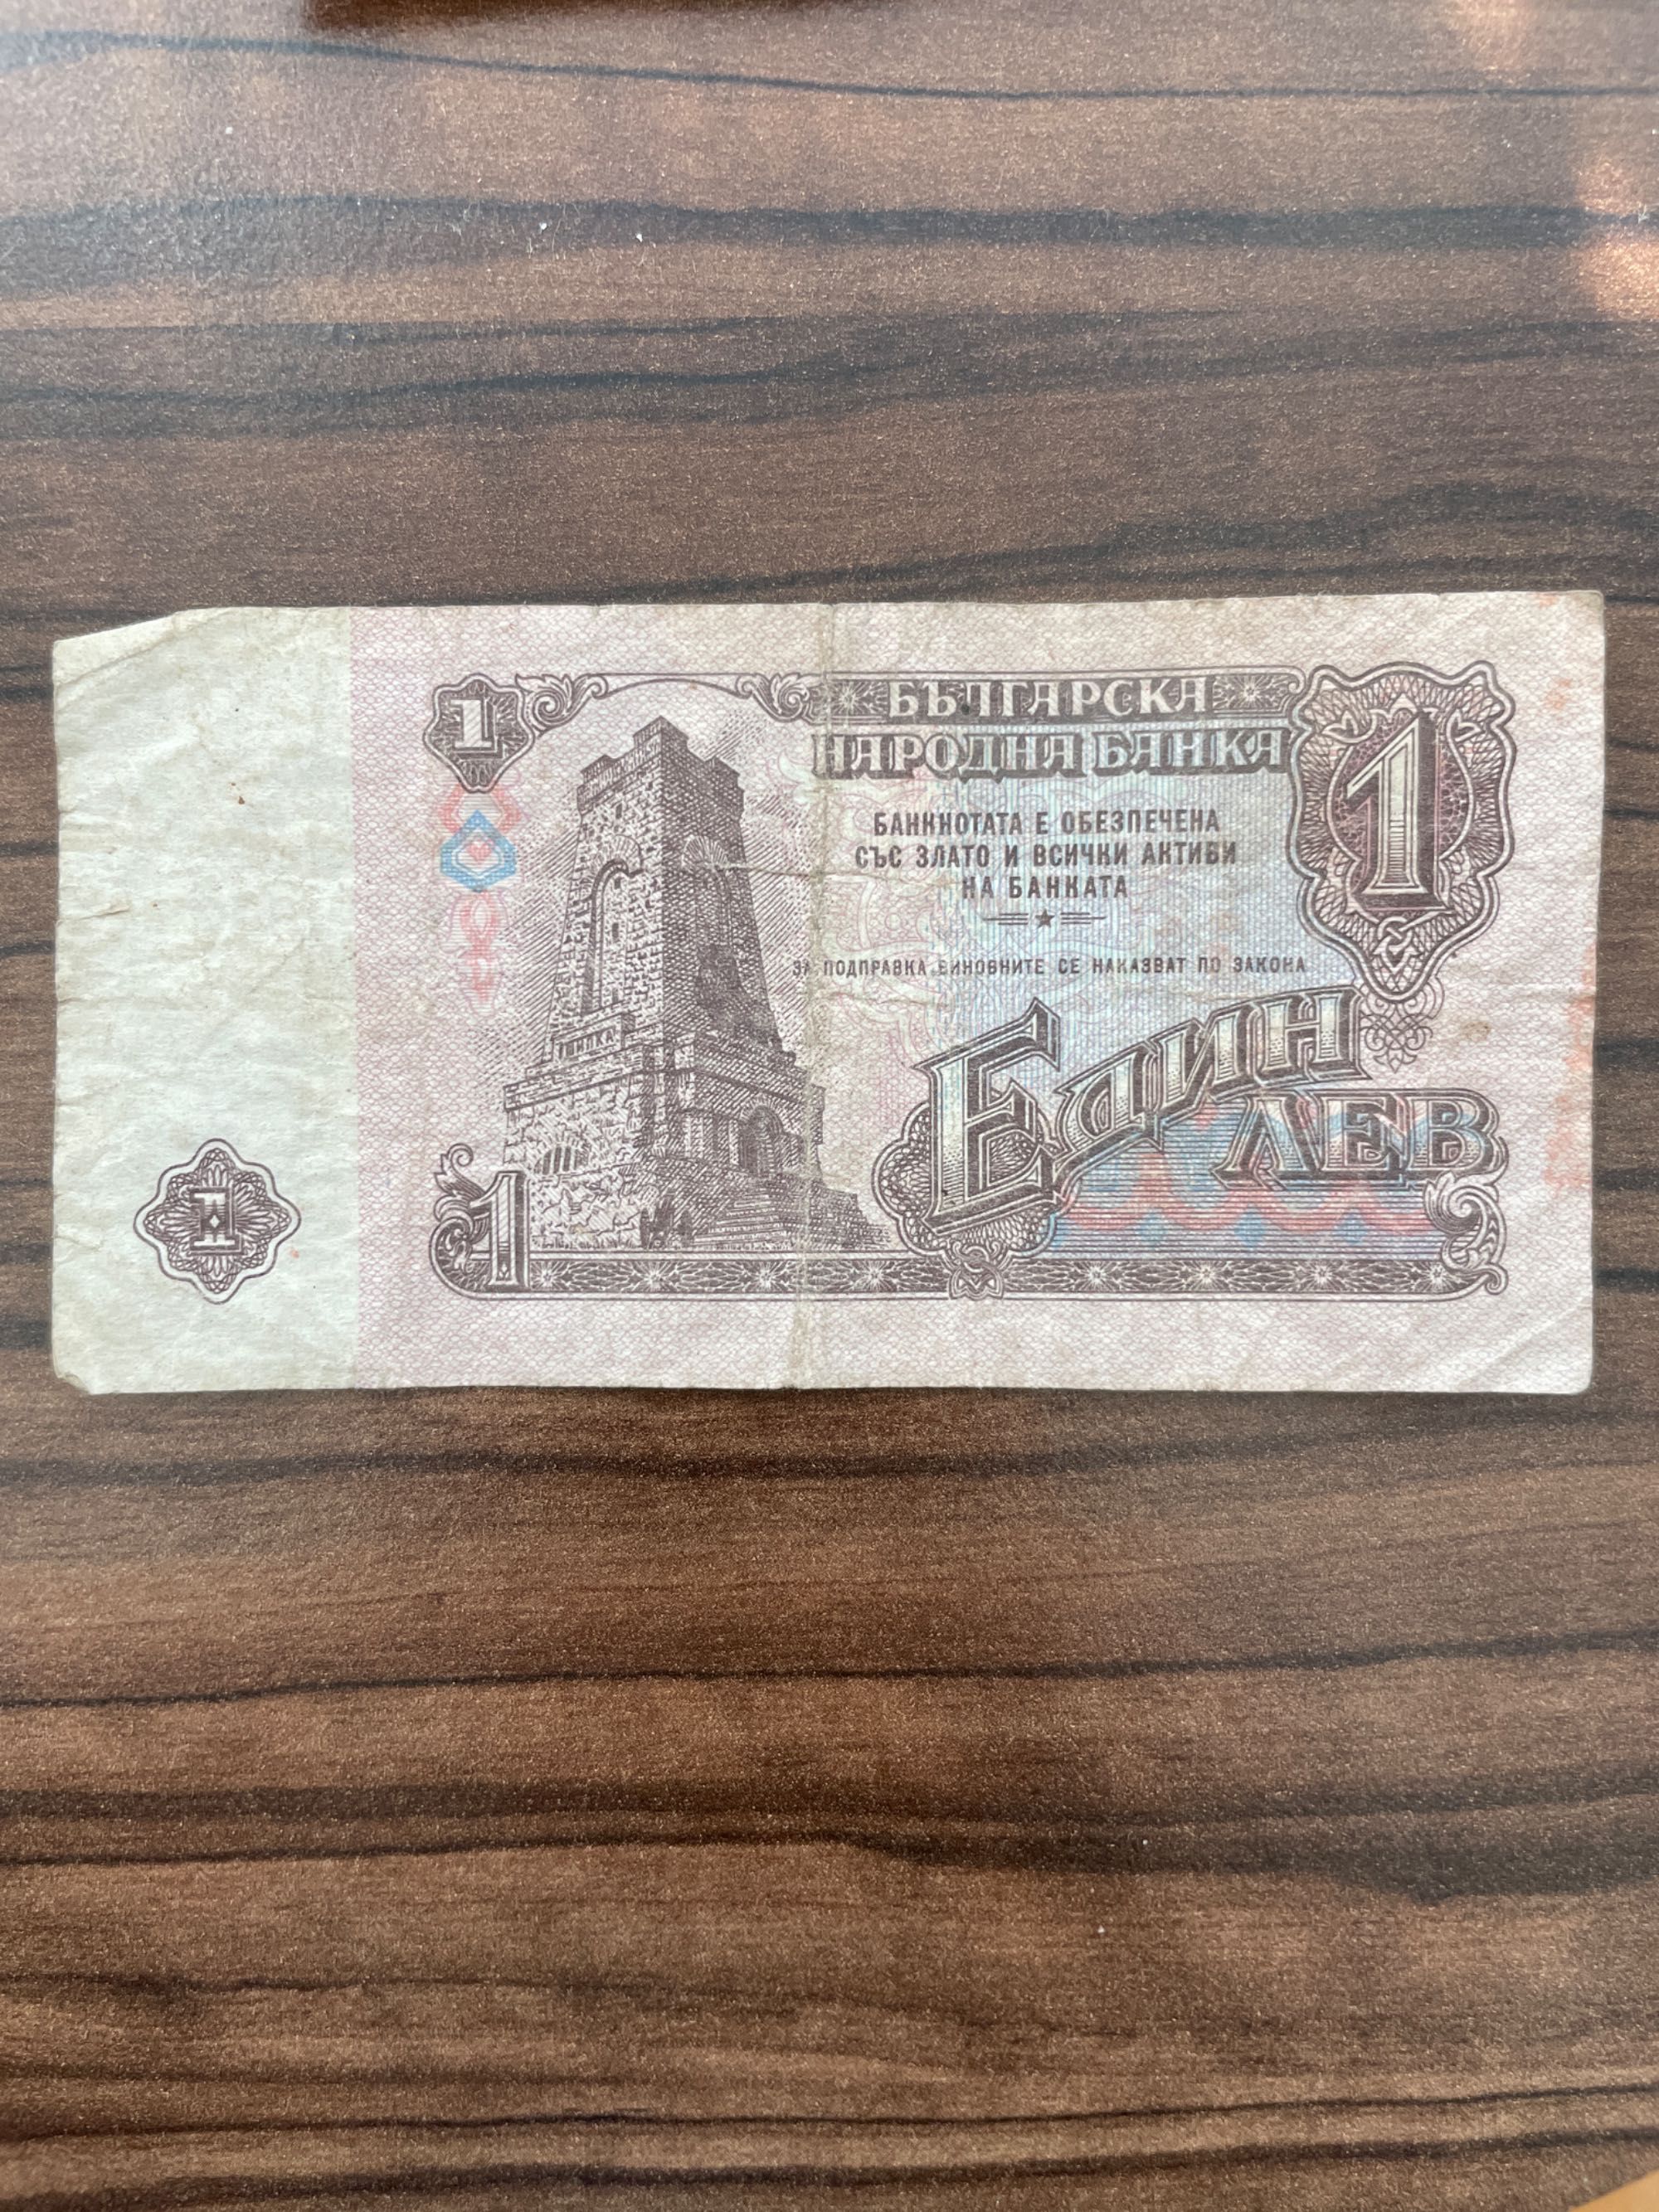 1
БЪЛГАРСКА
НАРОДНА БАНКА
1
БАНКНОТАТА Е ОБЕЗПЕЧЕНА
СЪС ЗЛАТО И ВСИЧКИ АКТИВИ
НА БАНКАТА
ЗА ПОДПРАВКА ВИНОВНИТЕ СЕ НАКАЗВАТ ПО ЗАКОНА
ШИПКА
ЕДИН
ЛЕВ
1
1